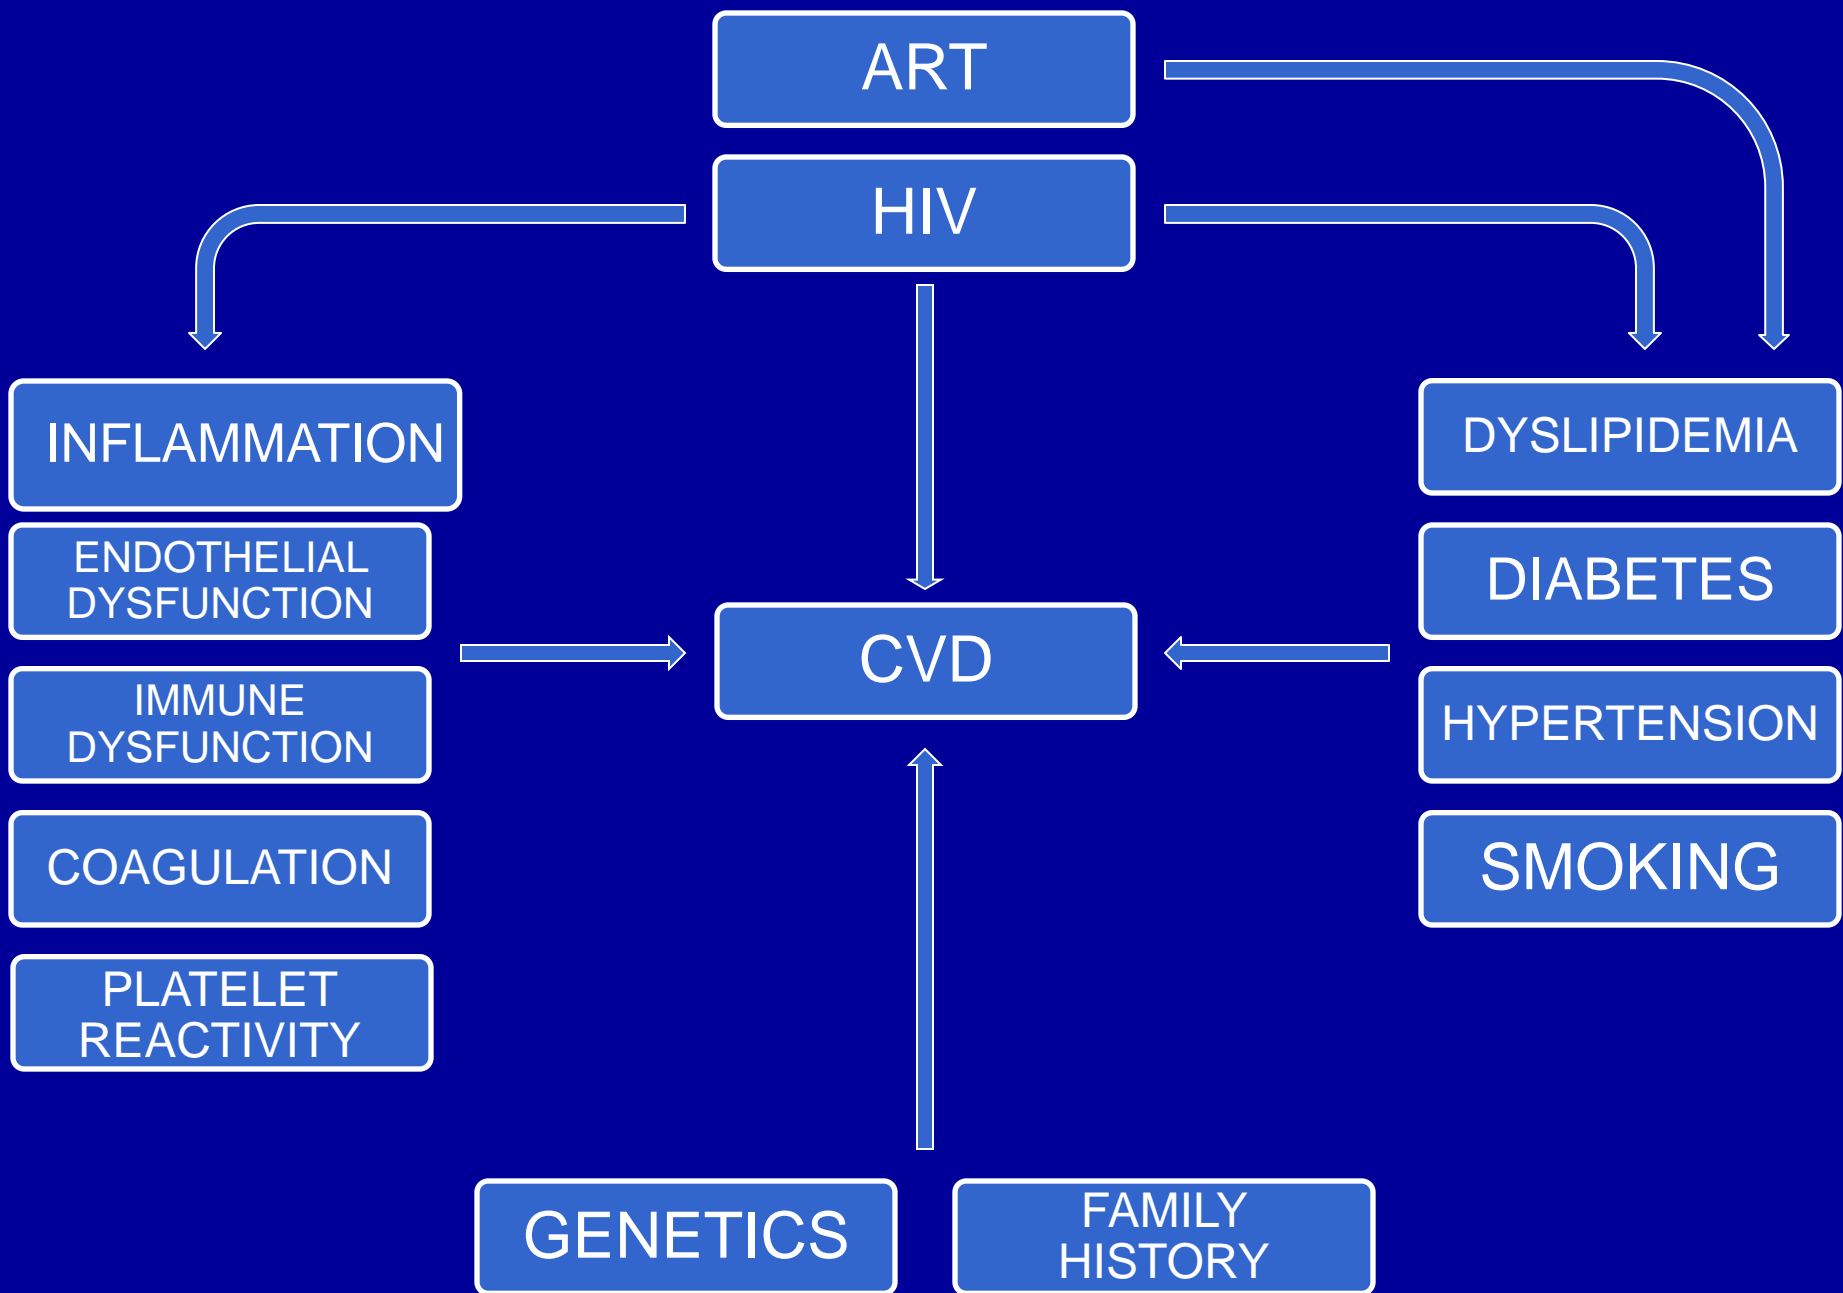 ART
HIV
INFLAMMATION
ENDOTHELIAL
DYSFUNCTION
IMMUNE
DYSFUNCTION
COAGULATION
PLATELET
REACTIVITY
CVD
DYSLIPIDEMIA
DIABETES
HYPERTENSION
SMOKING
GENETICS
FAMILY
HISTORY